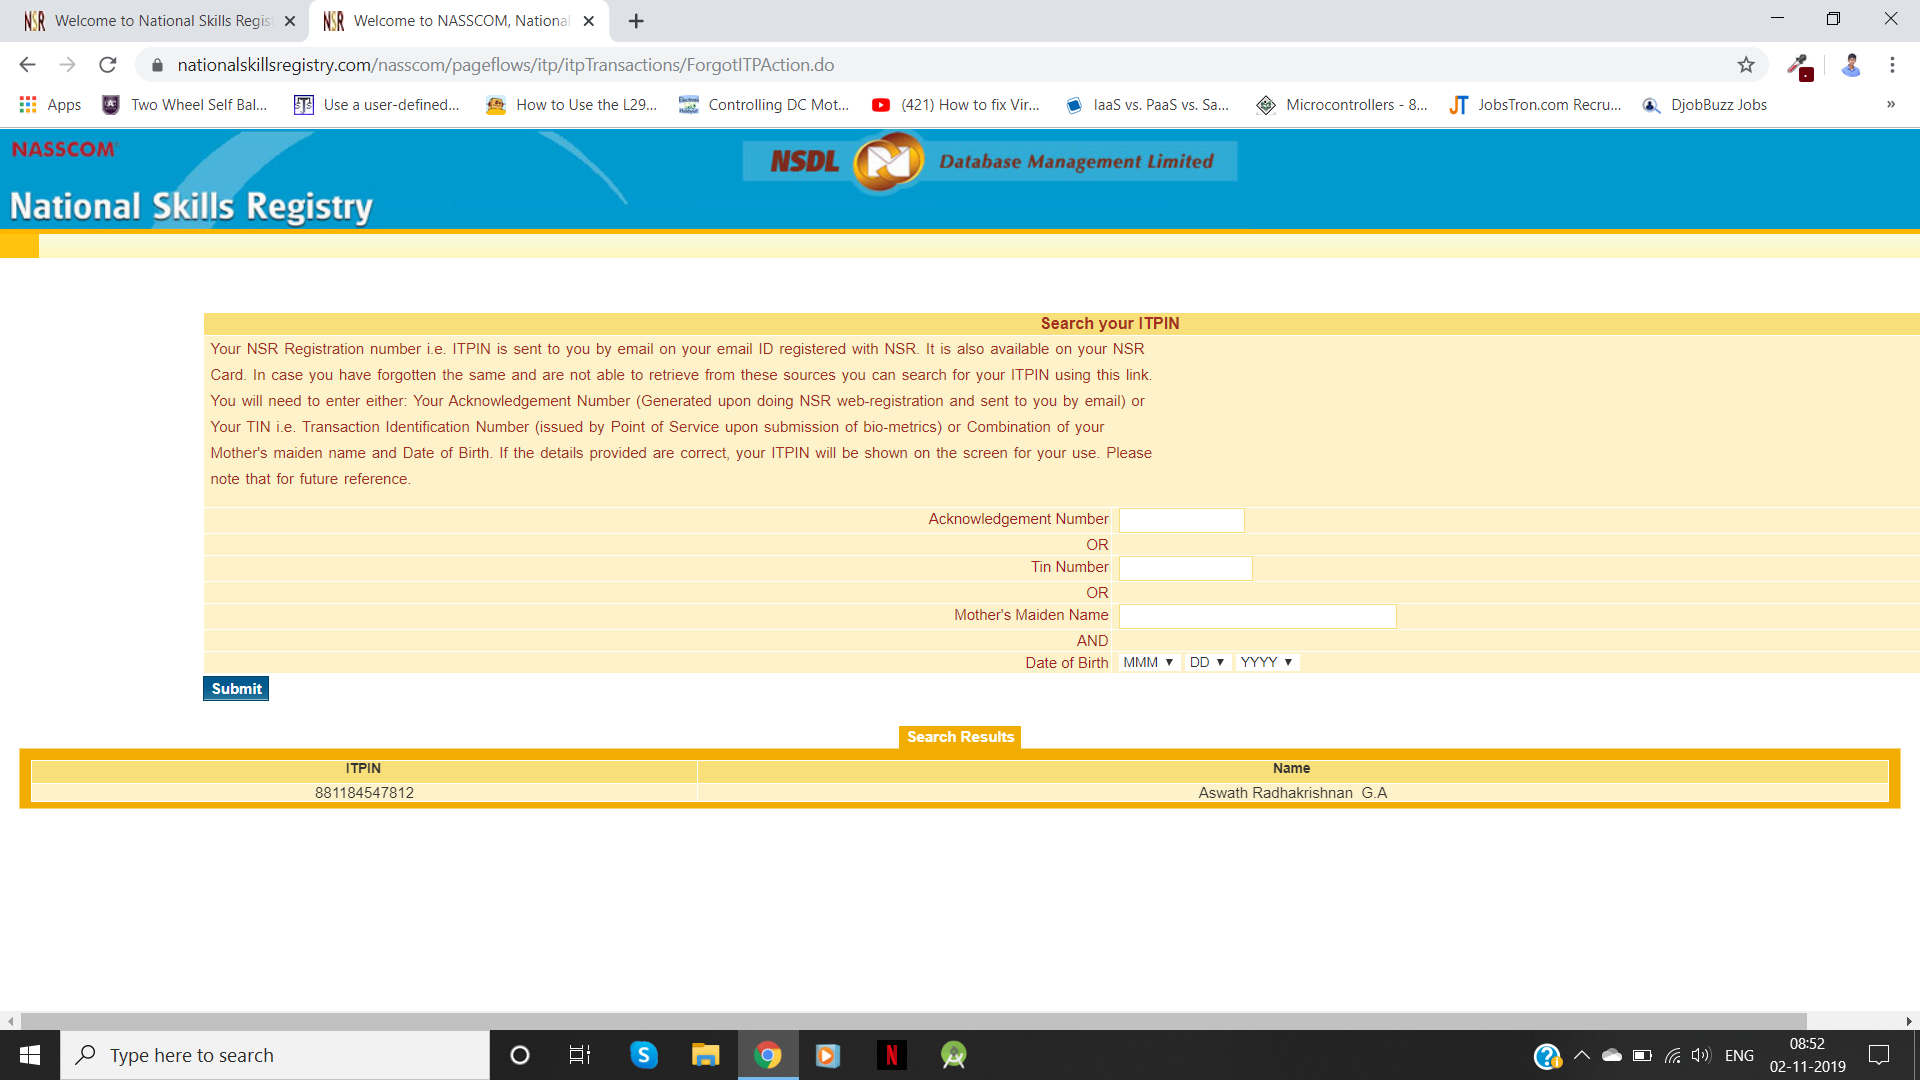 Welcome to National Skills Regis
Welcome to NASSCOM, National
nationalskillsregistry.com/nasscom/pageflows/itp/itpTransactions/ForgotITPAction.do
Apps
Two Wheel Self Bal...
Use a user-defined...
How to Use the L29...
Controlling DC Mot...
(421) How to fix Vir...
IaaS vs. PaaS vs. Sa...
Microcontrollers - 8...
JobsTron.com Recru...
DjobBuzz Jobs
»
NASSCOM
NSDL Database Management Limited
National Skills Registry
Search your ITPIN
Your NSR Registration number i.e. ITPIN is sent to you by email on your email ID registered with NSR. It is also available on your NSR
Card. In case you have forgotten the same and are not able to retrieve from these sources you can search for your ITPIN using this link.
You will need to enter either: Your Acknowledgement Number (Generated upon doing NSR web-registration and sent to you by email) or
Your TIN i.e. Transaction Identification Number (issued by Point of Service upon submission of bio-metrics) or Combination of your
Mother's maiden name and Date of Birth. If the details provided are correct, your ITPIN will be shown on the screen for your use. Please
note that for future reference.
Acknowledgement Number
OR
Tin Number
OR
Mother's Maiden Name
AND
Date of Birth MMM DD YYYY
Submit
Search Results
ITPIN Name
881184547812 Aswath Radhakrishnan G.A
Type here to search
ENG
08:52
02-11-2019